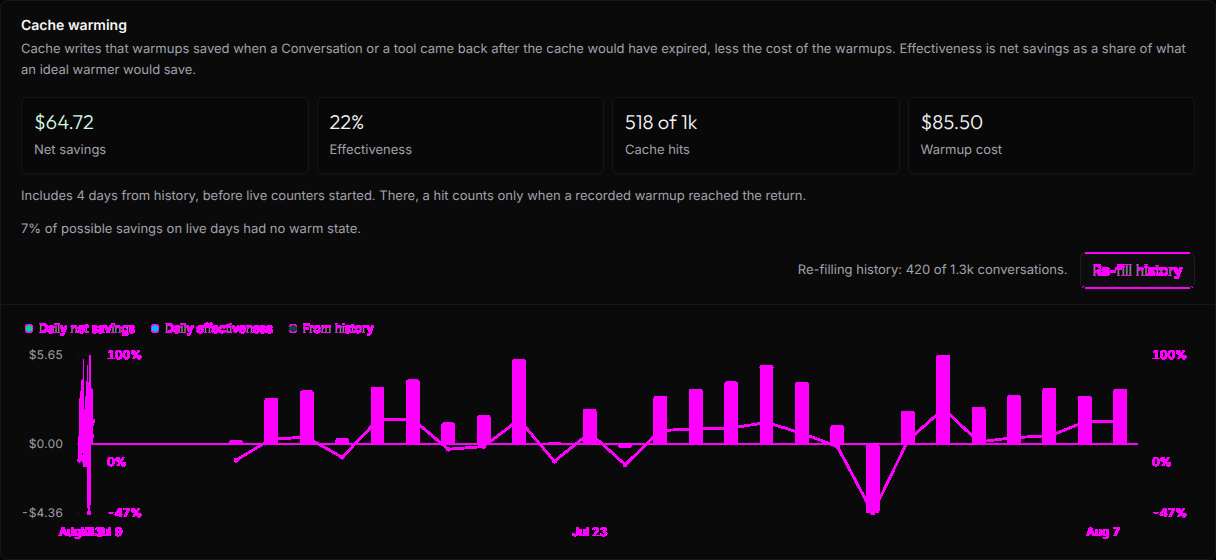 Cache warming
Cache writes that warmups saved when a Conversation or a tool came back after the cache would have expired, less the cost of the warmups. Effectiveness is net savings as a share of what
an ideal warmer would save.
$64.72
22%
518 of 1k
$85.50
Net savings
Effectiveness
Cache hits
Warmup cost
Includes 4 days from history, before live counters started. There, a hit counts only when a recorded warmup reached the return.
7% of possible savings on live days had no warm state.
Re-filling history: 420 of 1.3k conversations.
Re-fill history
Daily net savings
Daily effectiveness
From history
$5.65
100%
100%
$0.00
0%
0%
-$4.36
-47%
-47%
Jul 9
Jul 23
Aug 7